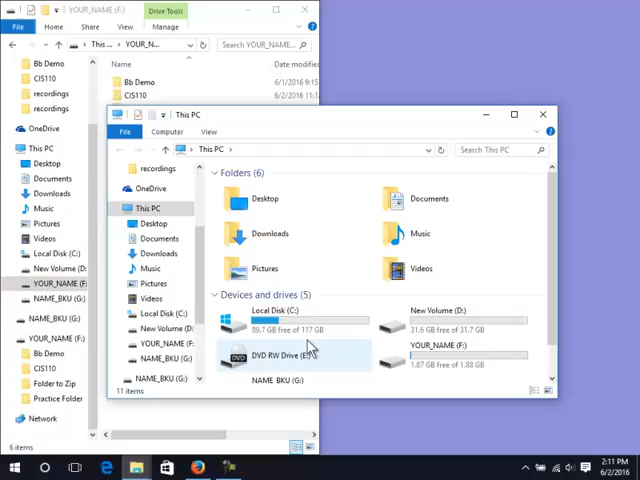 Drive Tools
YOUR_NAME (F:)
File
Home
Share
View
Manage
This ...
YOUR_N...
Search "YOUR_NAME...
Name
Date modified
Bb Demo
6/1/2016 9:15
CIS110
6/2/2016 11:1
Bb Demo
CIS110
recordings
recordings
OneDrive
This PC
Desktop
Documents
Downloads
Music
Pictures
Videos
Local Disk (C:)
New Volume (D:
YOUR_NAME (F:
NAME_BKU (G:)
NAME_BKU (G:)
YOUR_NAME (F:)
Bb Demo
CIS110
Folder to Zip
Practice Folder
Network
6 items
This PC
File
Computer
View
This PC
Search This PC
recordings
OneDrive
This PC
Desktop
Documents
Downloads
Music
Pictures
Videos
Local Disk (C:)
New Volume (D:
YOUR_NAME (F:
NAME_BKU (G:)
NAME_BKU (G:)
Folders (6)
Desktop
Documents
Downloads
Music
Pictures
Videos
Devices and drives (5)
Local Disk (C:)
89.7 GB free of 117 GB
New Volume (D:)
31.6 GB free of 31.7 GB
DVD RW Drive (E:)
DVD
YOUR_NAME (F:)
1.87 GB free of 1.88 GB
NAME_BKU (G:)
11 items
2:11 PM
6/2/2016